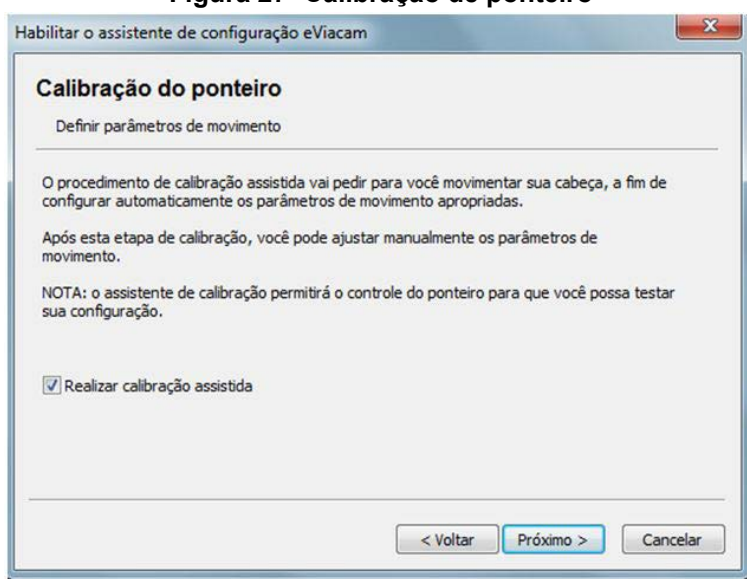 Habilitar o assistente de configuração eViacam
Calibração do ponteiro
Definir parâmetros de movimento
O procedimento de calibração assistida vai pedir para você movimentar sua cabeça, a fim de
configurar automaticamente os parâmetros de movimento apropriadas.
Após esta etapa de calibração, você pode ajustar manualmente os parâmetros de
movimento.
NOTA: o assistente de calibração permitirá o controle do ponteiro para que você possa testar
sua configuração.
Realizar calibração assistida
< Voltar
Próximo >
Cancelar